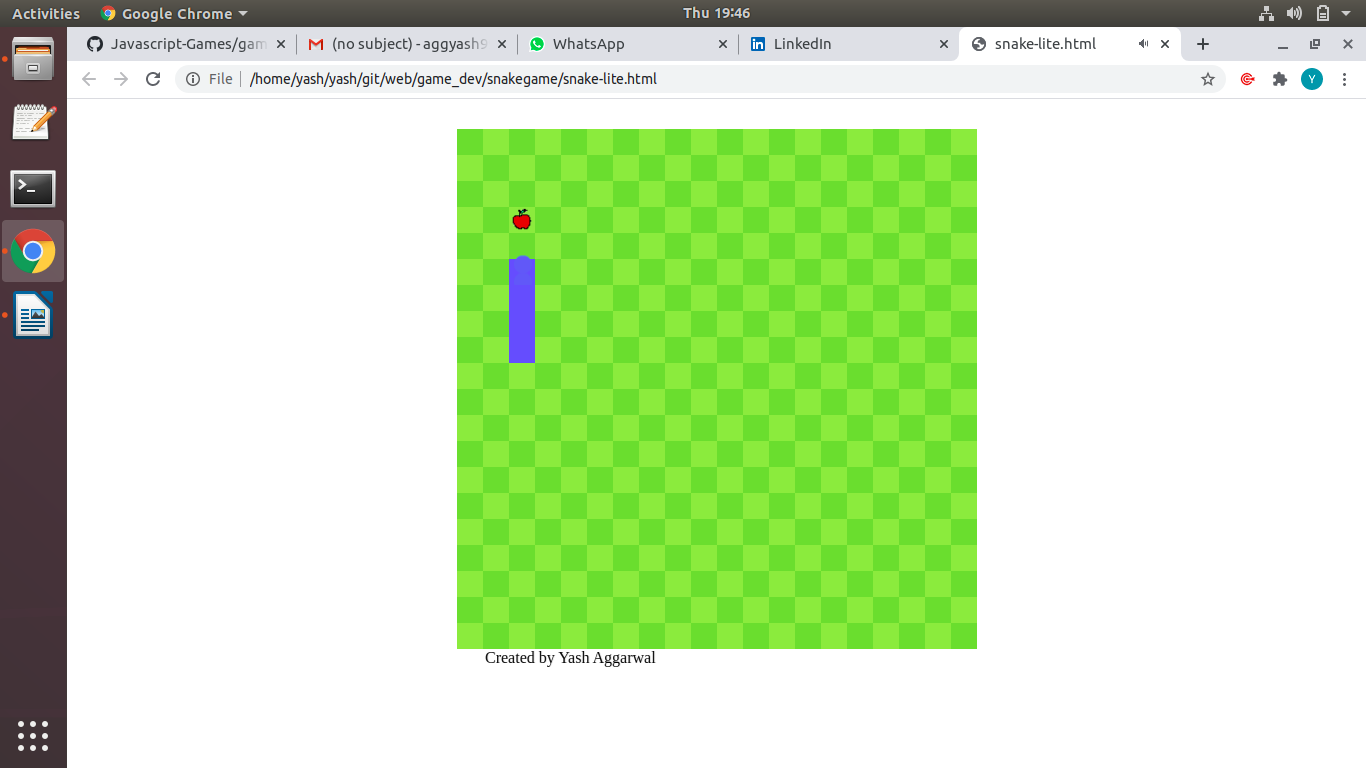 Activities Google Chrome Thu 19:46
Javascript-Games/gam (no subject) - aggyash9 WhatsApp LinkedIn snake-lite.html
File /home/yash/yash/git/web/game_dev/snakegame/snake-lite.html Y
Created by Yash Aggarwal